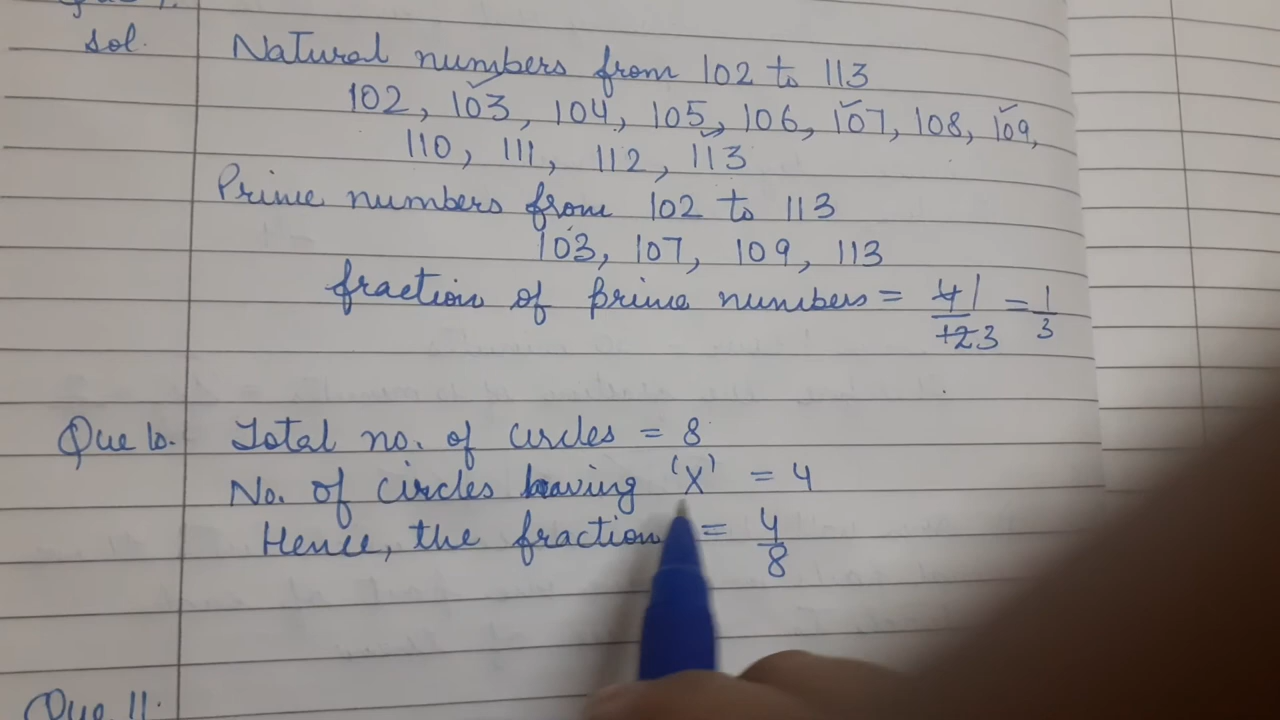 Sol.
Natural numbers from 102 to 113
102, 103, 104, 105, 106, 107, 108, 109,
110, 111, 112, 113
Prime numbers from 102 to 113
103, 107, 109, 113
fraction of prime numbers = 4 1/12 3 = 1/3
Que 10. Total no. of circles = 8
No. of circles having 'X' = 4
Hence, the fraction = 4/8
Que. 11.